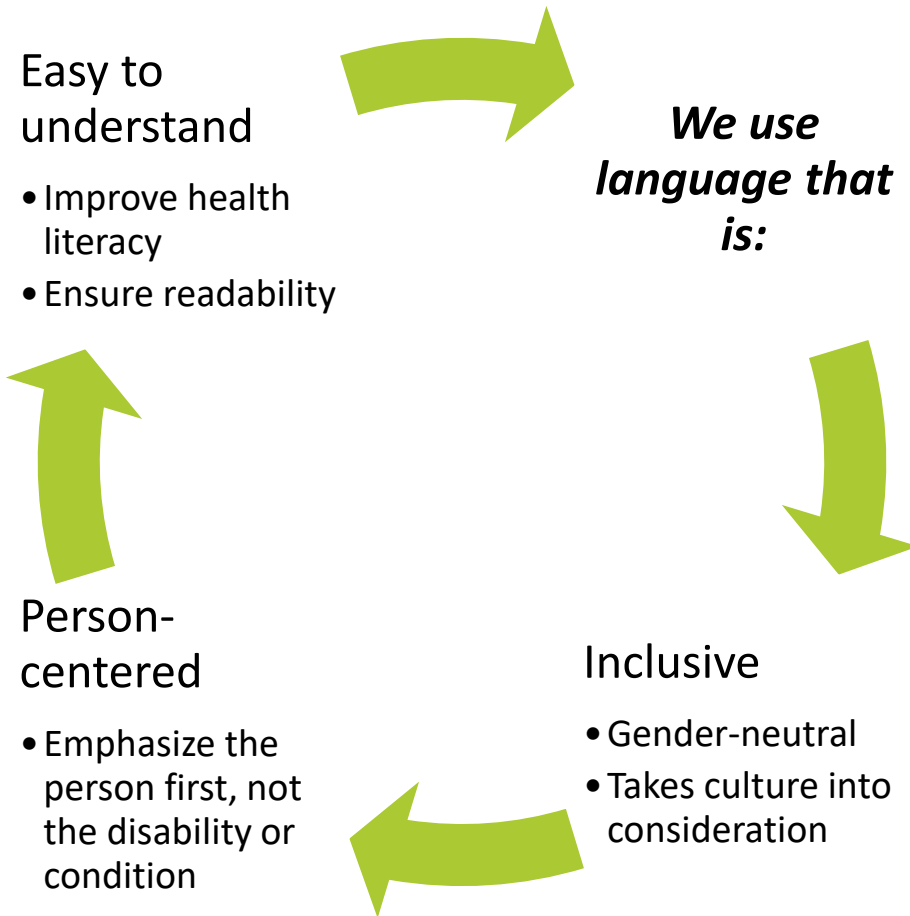 We use
language that
is:
Inclusive
• Gender-neutral
• Takes culture into
consideration
Person-
centered
• Emphasize the
person first, not
the disability or
condition
Easy to
understand
• Improve health
literacy
• Ensure readability